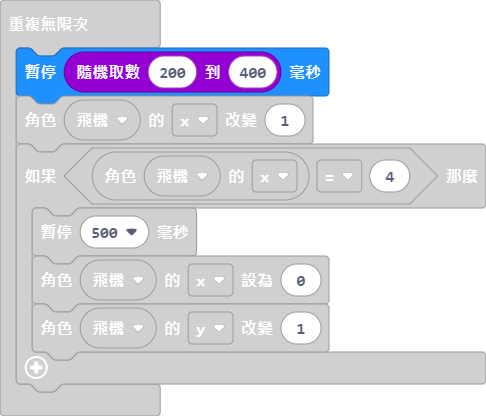 重複無限次
暫停 隨機取數 200 到 400 毫秒
角色 飛機 的 x 改變 1
如果 角色 飛機 的 x = 4 那麼
暫停 500 毫秒
角色 飛機 的 x 設為 0
角色 飛機 的 y 改變 1